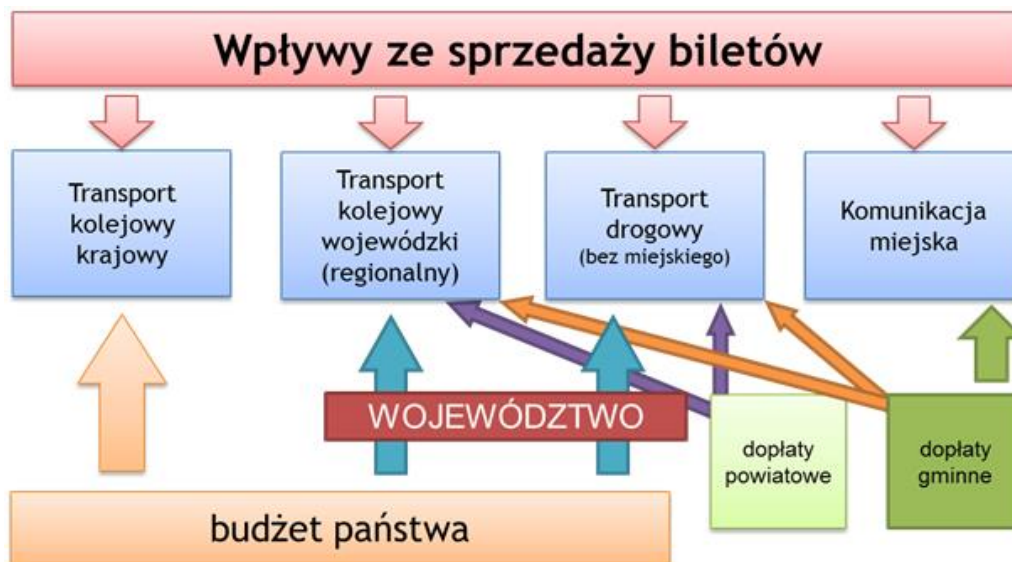 Wpływy ze sprzedaży biletów
Transport
kolejowy
krajowy
Transport
kolejowy
wojewódzki
(regionalny)
Transport
drogowy
(bez miejskiego)
Komunikacja
miejska
WOJEWÓDZTWO
dopłaty
powiatowe
dopłaty
gminne
budżet państwa